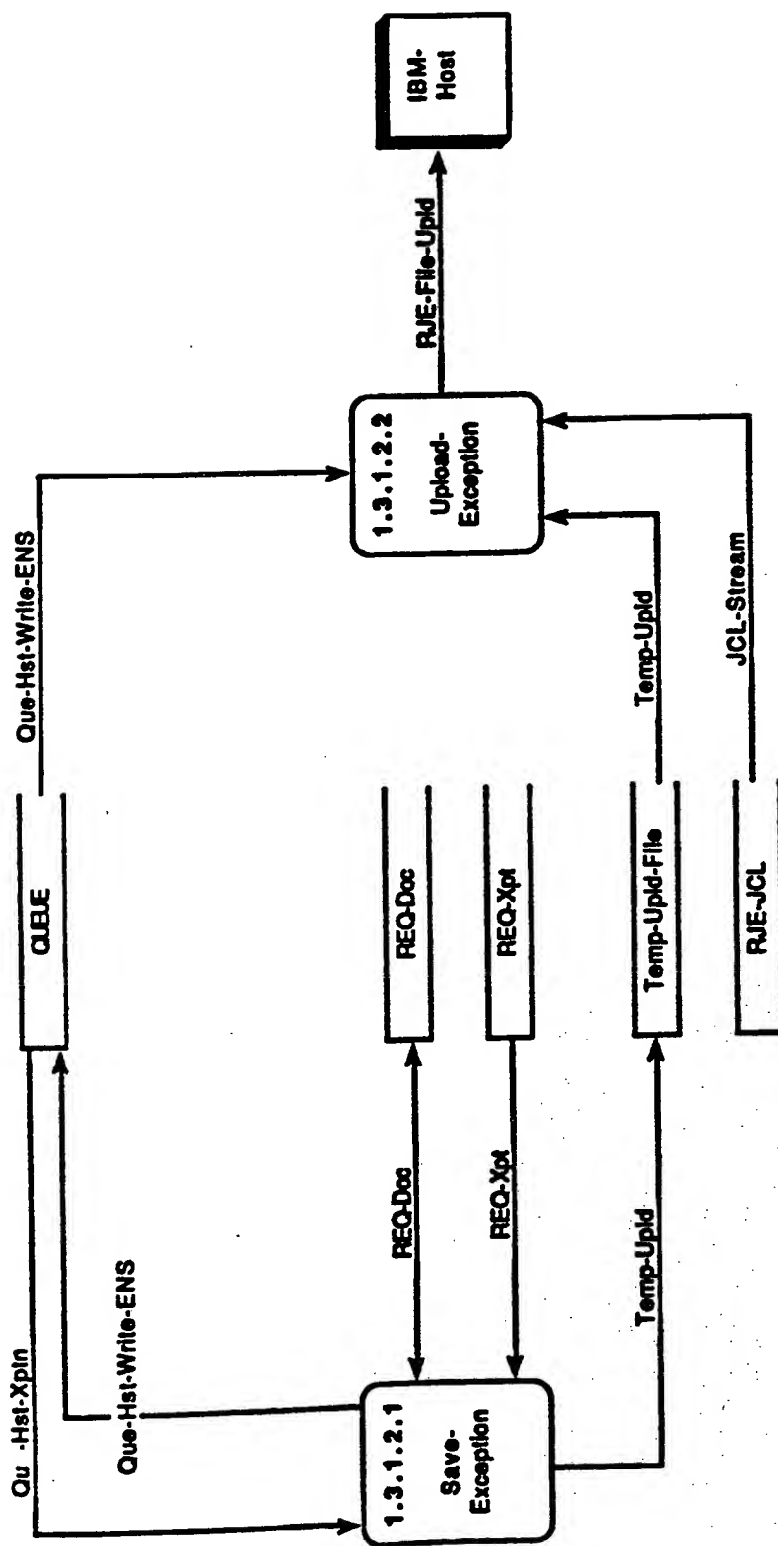 Qu -Hst-Xpln
QUEUE
Que-Hst-Write-ENS
Que-Hst-Write-ENS
1.3.1.2.1
Save-
Exception
REQ-Doc
REQ-Doc
REQ-Xpt
REQ-Xpt
Temp-Upld
Temp-Upld-File
Temp-Upld
RJE-JCL
JCL-Stream
1.3.1.2.2
Upload-
Exception
RJE-File-Upld
IBM-
Host